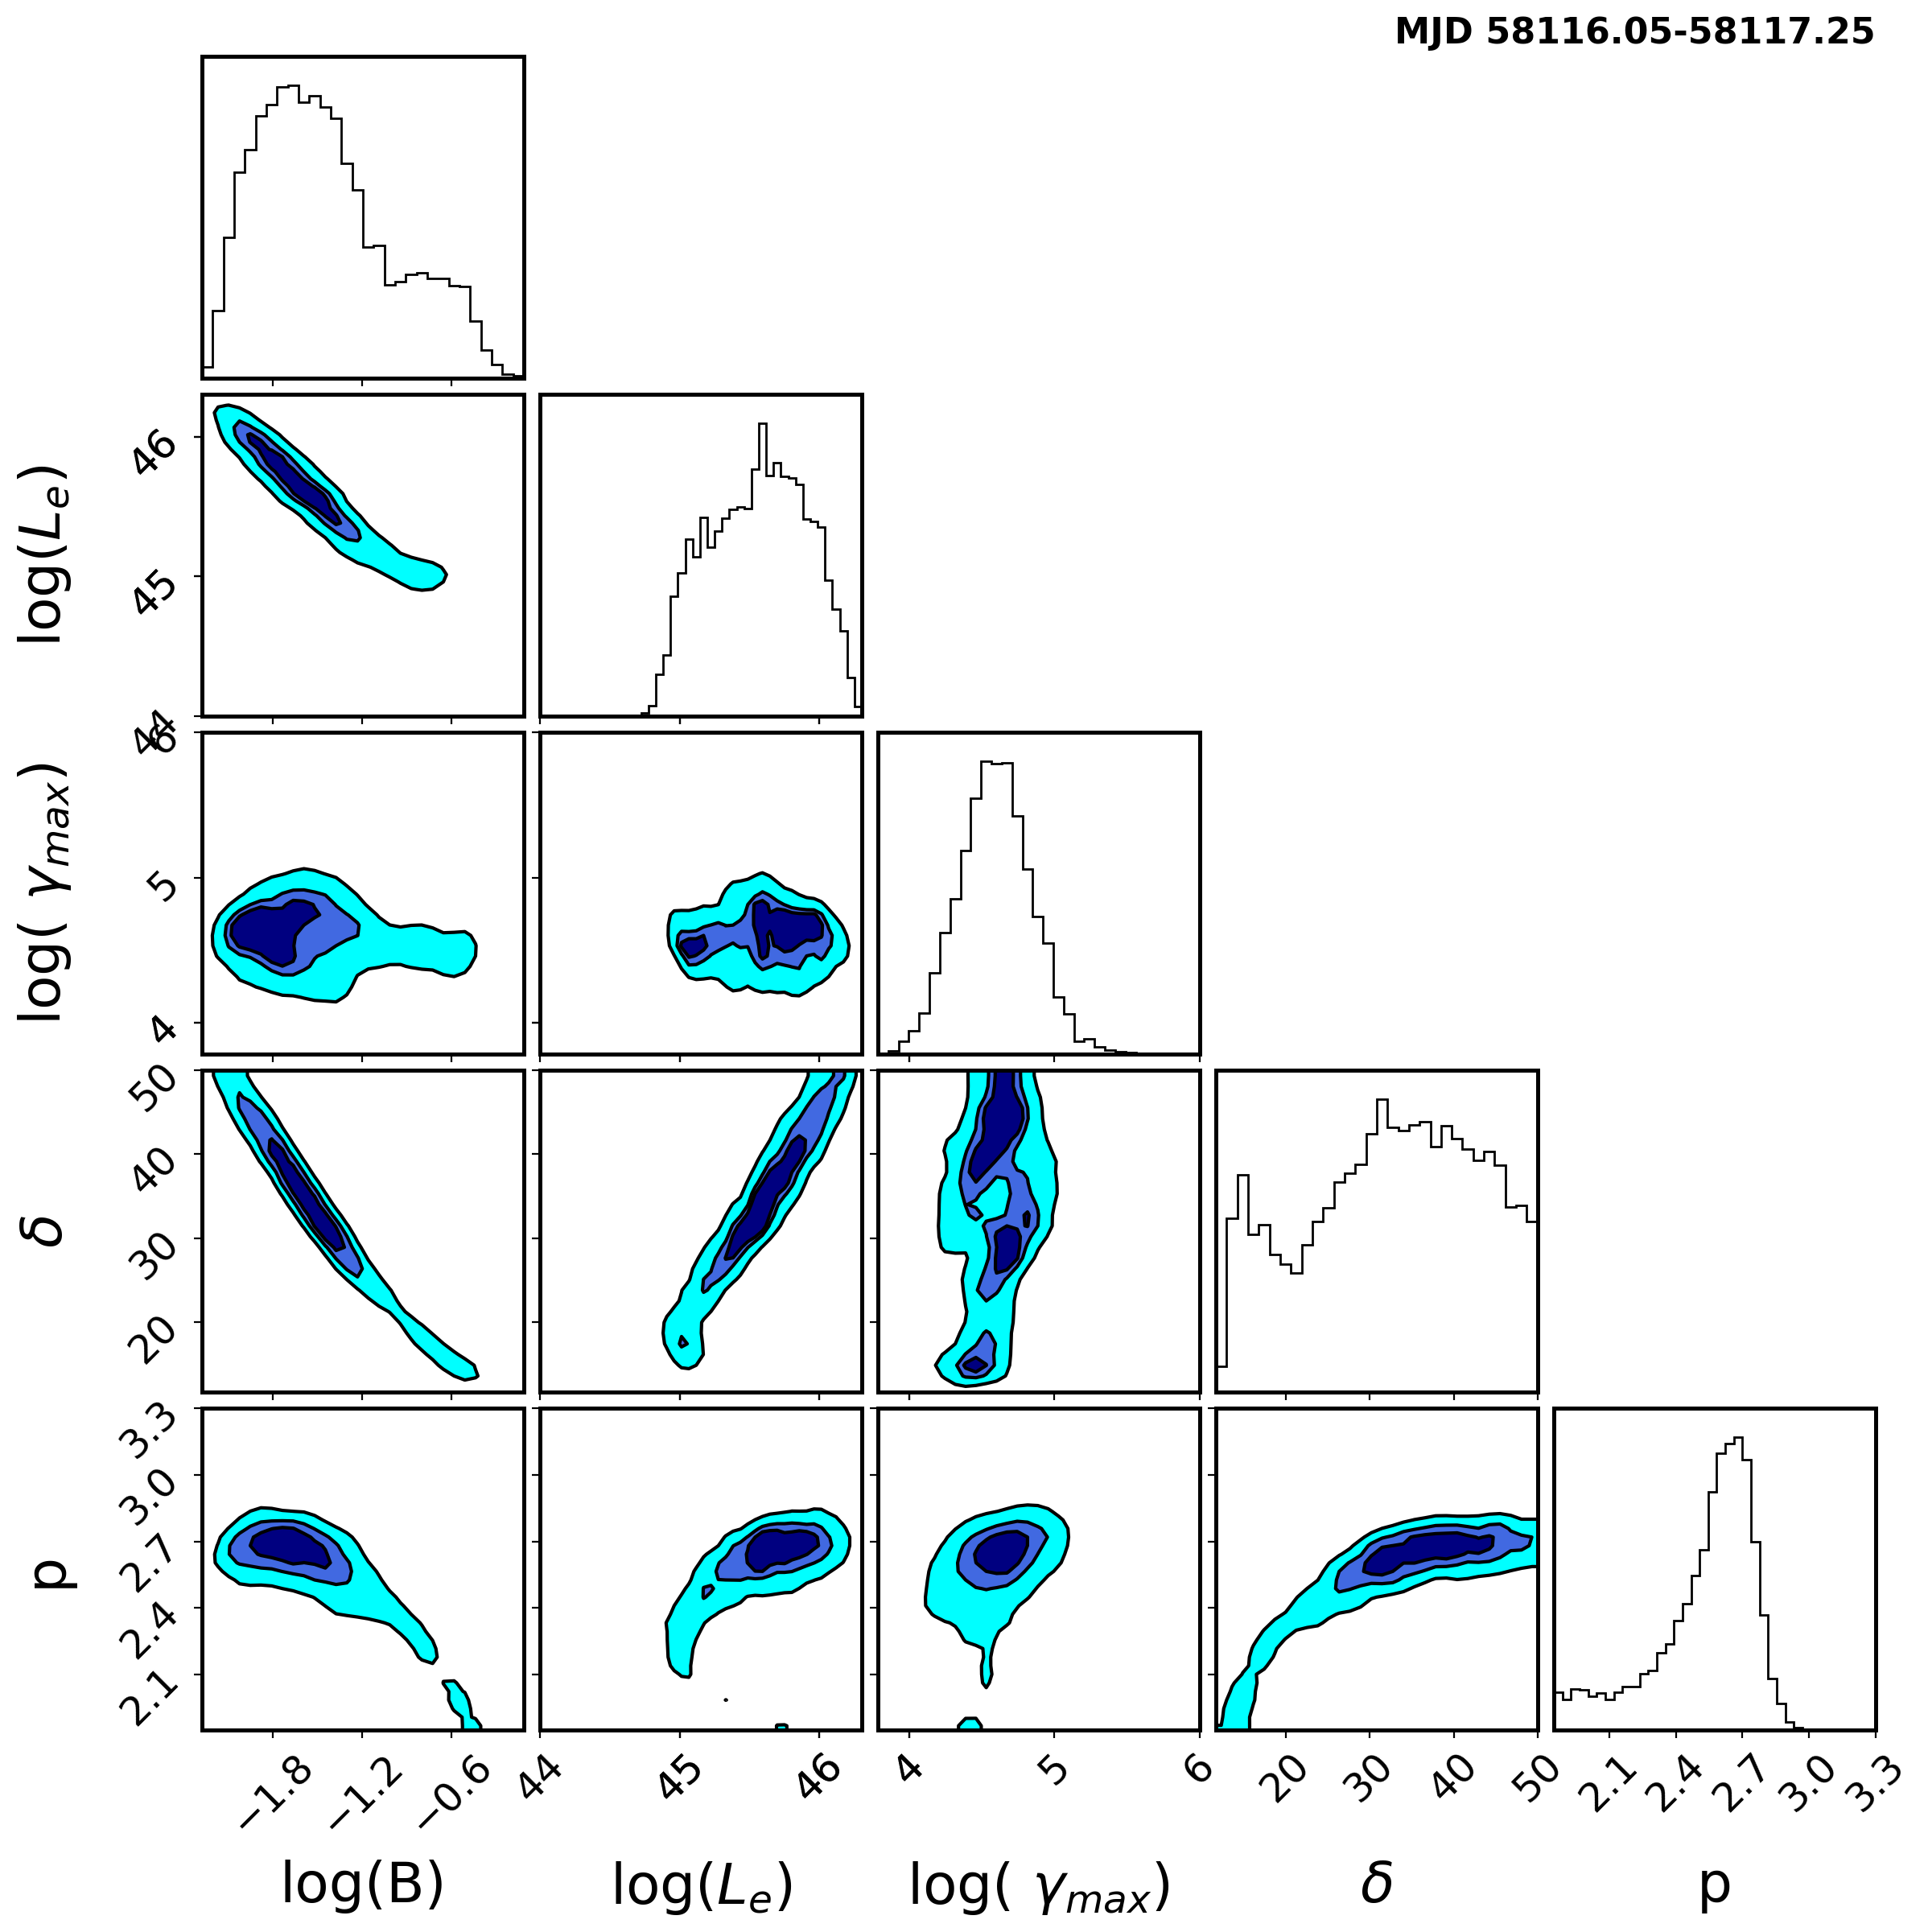 MJD 58116.05-58117.25
log(Lₑ)
46
45
44
log( γₘₐₓ)
6
5
4
δ
50
40
30
20
p
3.3
3.0
2.7
2.4
2.1
−1.8 −1.2 −0.6 44 45 46 4 5 6 20 30 40 50 2.1 2.4 2.7 3.0 3.3
log(B) log(Lₑ) log( γₘₐₓ) δ p